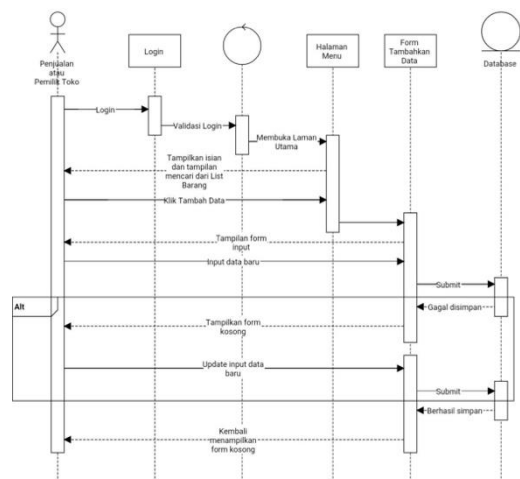 Penjualan
atau
Pemilik Toko
Login
Halaman
Menu
Form
Tambahkan
Data
Database
Login
Validasi Login
Membuka Laman
Utama
Tampilkan isian
dan tampilan
mencari dari List
Barang
Klik Tambah Data
Tampilan form
input
Input data baru
Submit
Gagal disimpan
Alt
Tampilkan form
kosong
Update input data
baru
Submit
Berhasil simpan
Kembali
menampilkan
form kosong